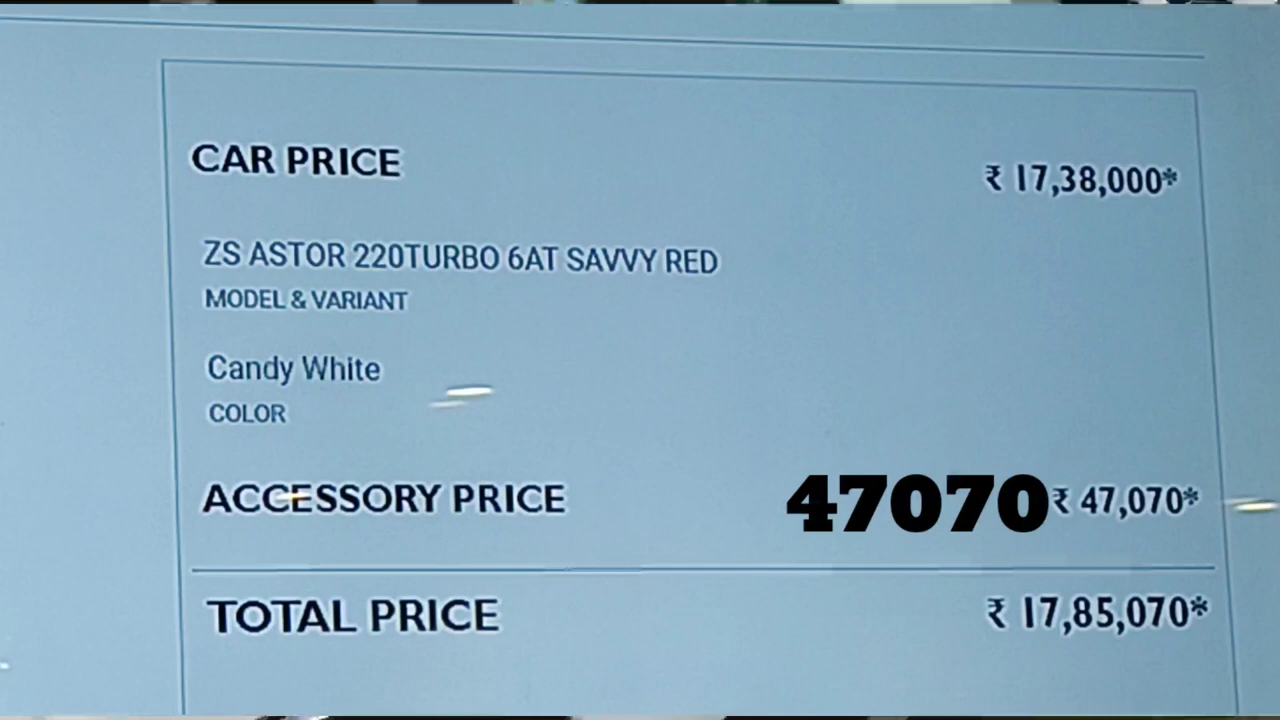 CAR PRICE ₹ 17,38,000*
ZS ASTOR 220TURBO 6AT SAVVY RED
MODEL & VARIANT
Candy White
COLOR
ACCESSORY PRICE 47070 ₹ 47,070*
TOTAL PRICE ₹ 17,85,070*